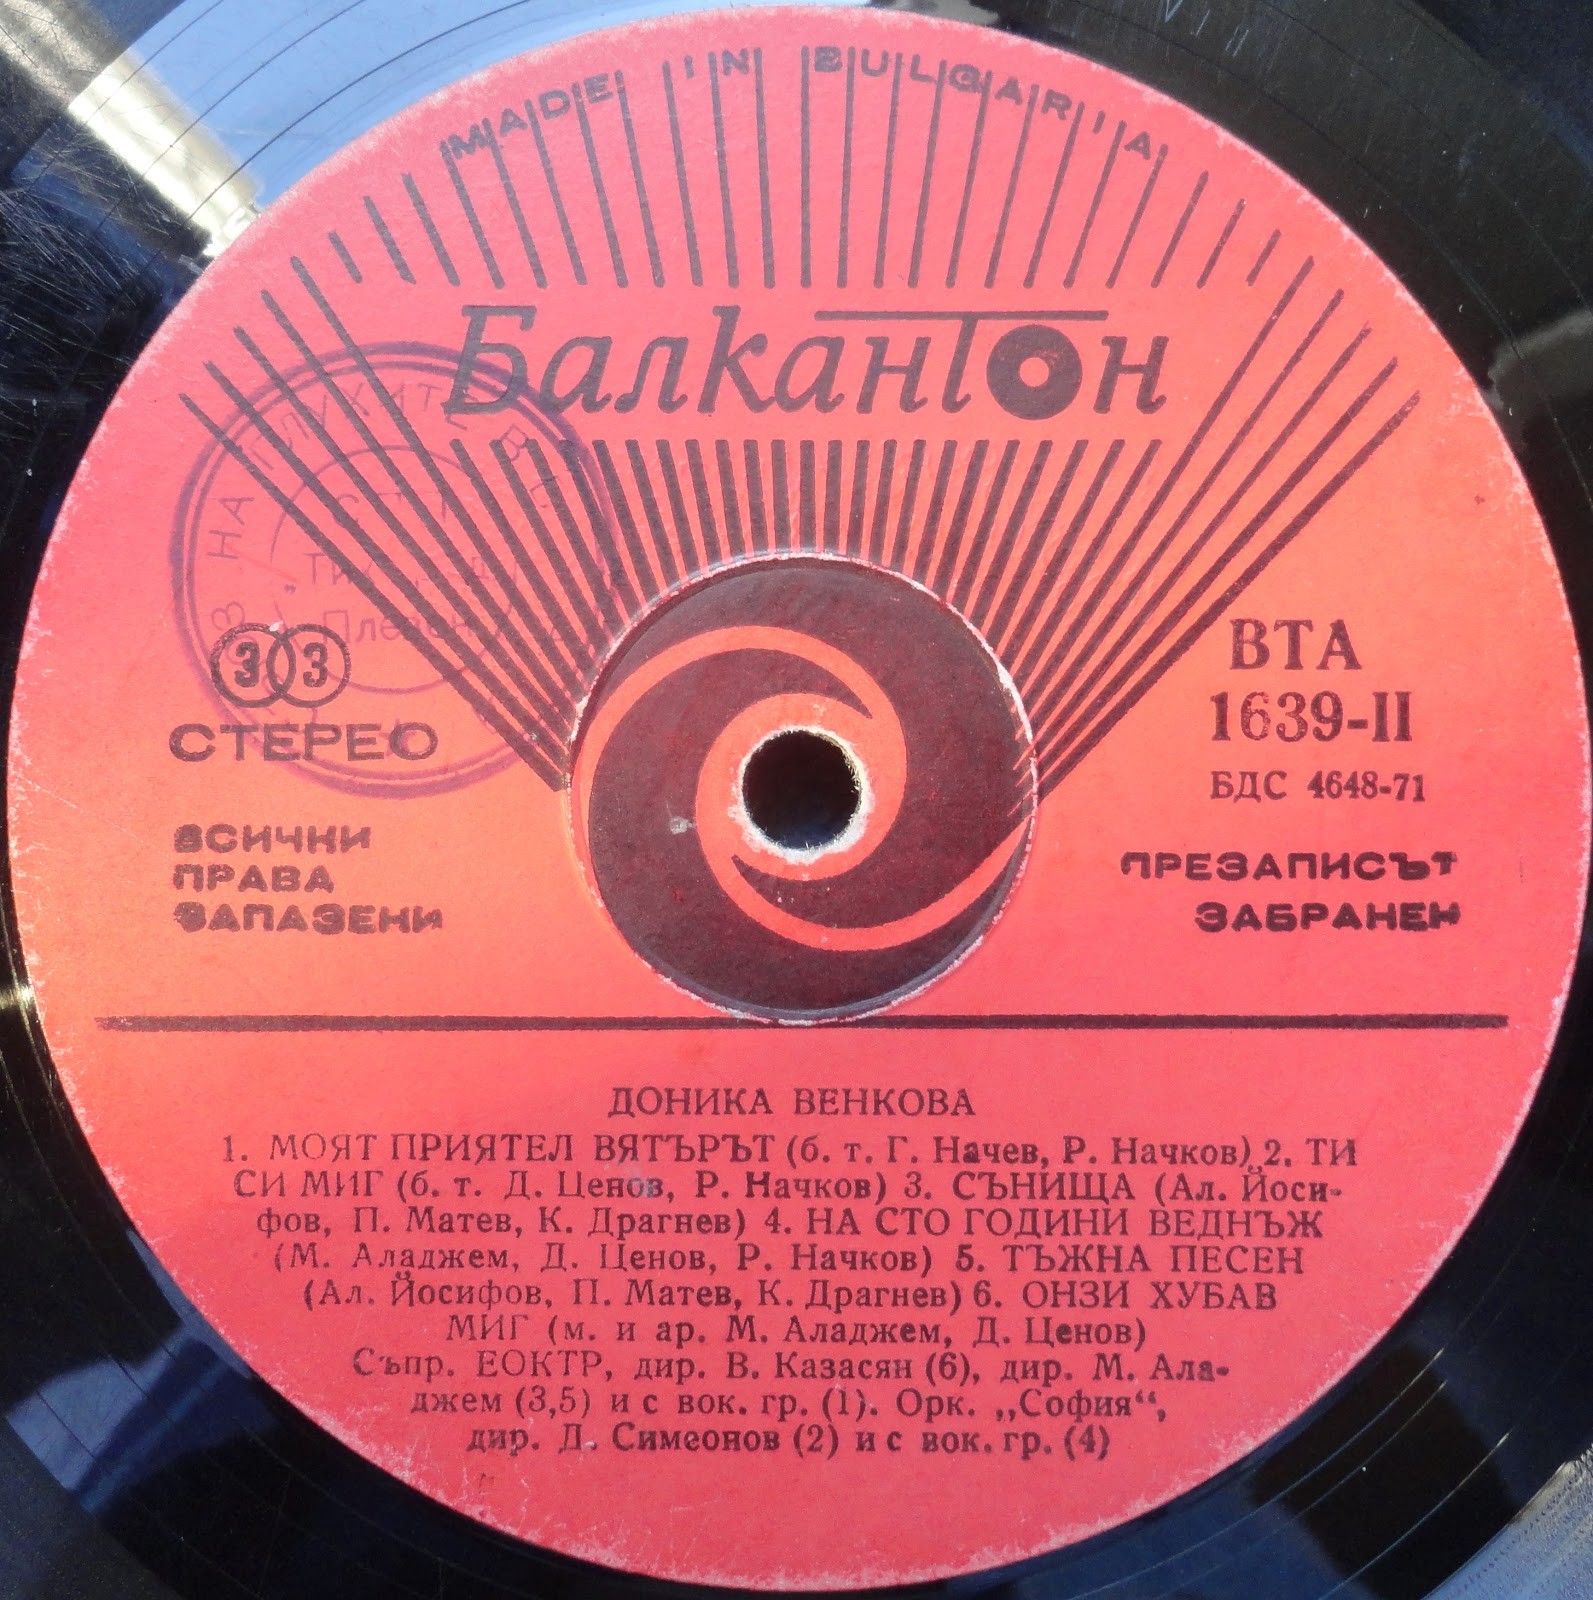 MADE IN BULGARIA
Балкантон
НА ГЛУХИТЕ В
Плевен
33
СТЕРЕО
ВТА
1639-II
БДС 4648-71
ВСИЧКИ
ПРАВА
ЗАПАЗЕНИ
ПРЕЗАПИСЪТ
ЗАБРАНЕН
ДОНИКА ВЕНКОВА
1. МОЯТ ПРИЯТЕЛ ВЯТЪРЪТ (б. т. Г. Начев, Р. Начков) 2. ТИ
СИ МИГ (б. т. Д. Ценов, Р. Начков) 3. СЪНИЩА (Ал. Йоси-
фов, П. Матев, К. Драгнев) 4. НА СТО ГОДИНИ ВЕДНЪЖ
(М. Аладжем, Д. Ценов, Р. Начков) 5. ТЪЖНА ПЕСЕН
(Ал. Йосифов, П. Матев, К. Драгнев) 6. ОНЗИ ХУБАВ
МИГ (м. и ар. М. Аладжем, Д. Ценов)
Съпр. ЕОКТР, дир. В. Казасян (6), дир. М. Ала-
джем (3,5) и с вок. гр. (1). Орк. „София“,
дир. Д. Симеонов (2) и с вок. гр. (4)